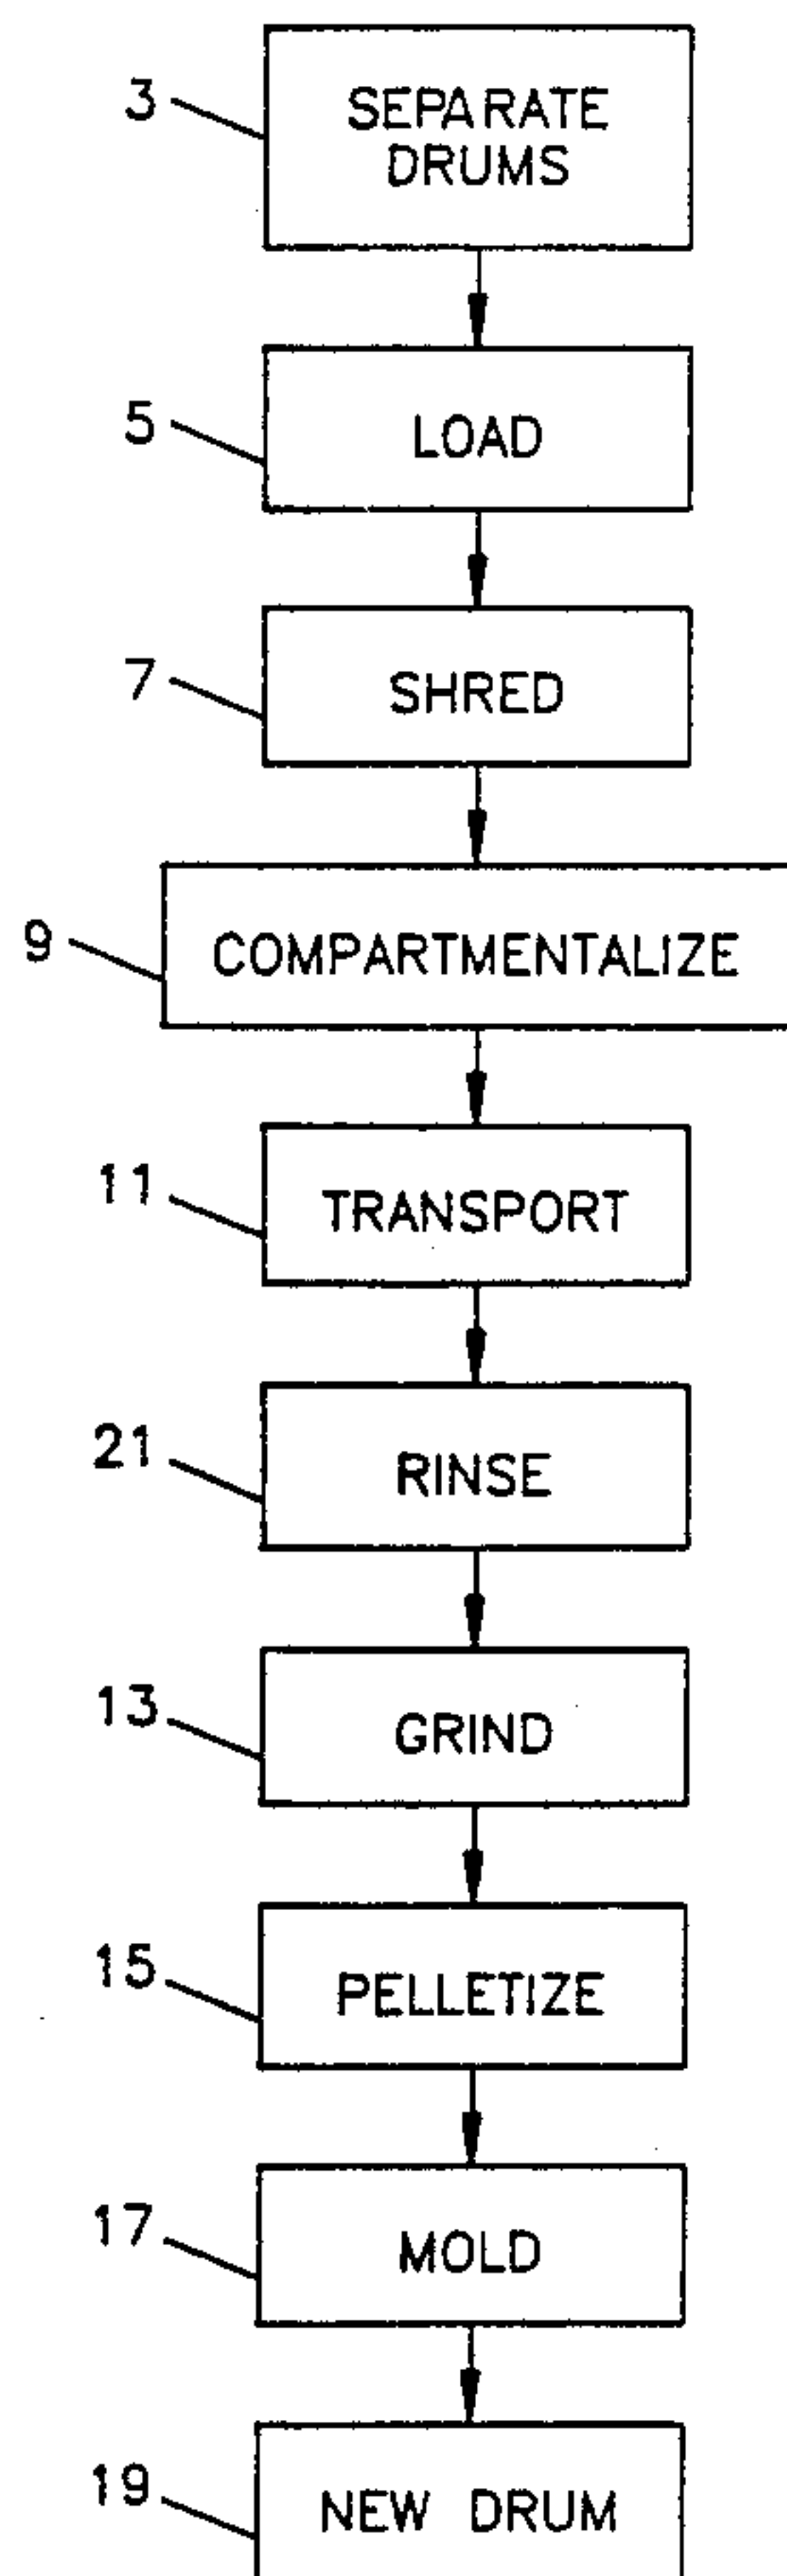 3
SEPARATE
DRUMS
5
LOAD
7
SHRED
9
COMPARTMENTALIZE
11
TRANSPORT
21
RINSE
13
GRIND
15
PELLETIZE
17
MOLD
19
NEW DRUM